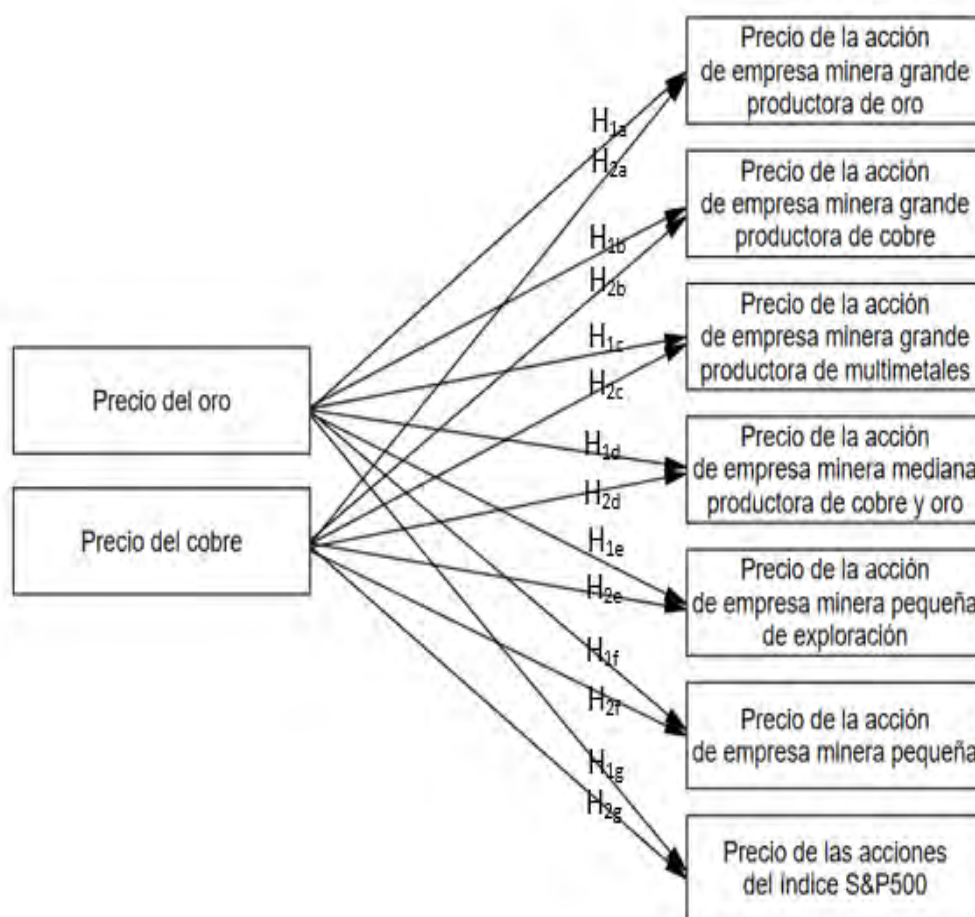 Precio de la acción
de empresa minera grande
productora de oro
H1a
H2a
Precio de la acción
de empresa minera grande
productora de cobre
H1b
H2b
Precio de la acción
de empresa minera grande
productora de multimetales
H1c
H2c
Precio del oro
Precio de la acción
de empresa minera mediana
productora de cobre y oro
H1d
H2d
Precio del cobre
Precio de la acción
de empresa minera pequeña
de exploración
H1e
H2e
Precio de la acción
de empresa minera pequeña
H1f
H2f
H1g
H2g
Precio de las acciones
del índice S&P500